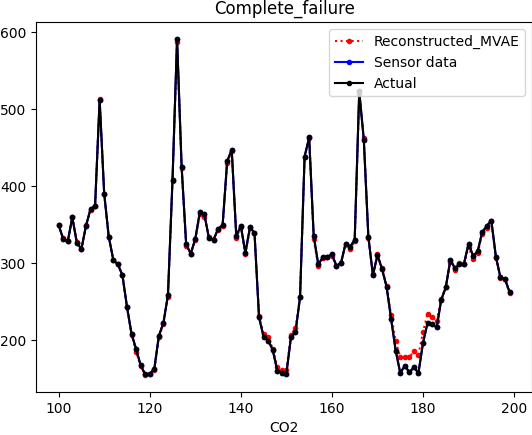 Complete_failure
Reconstructed_MVAE
Sensor data
Actual
600
500
400
300
200
100 120 140 160 180 200
CO2